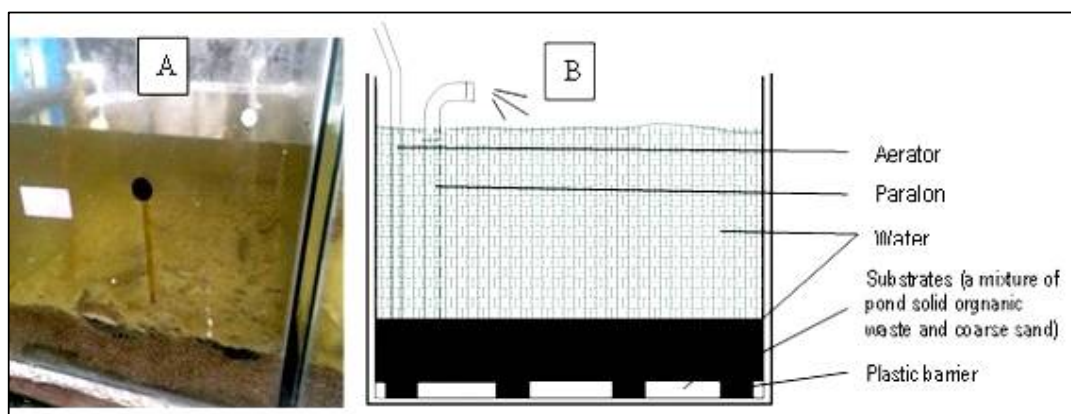 A
B
Aerator
Paralon
Water
Substrates (a mixture of
pond solid orgnanic
waste and coarse sand)
Plastic barrier